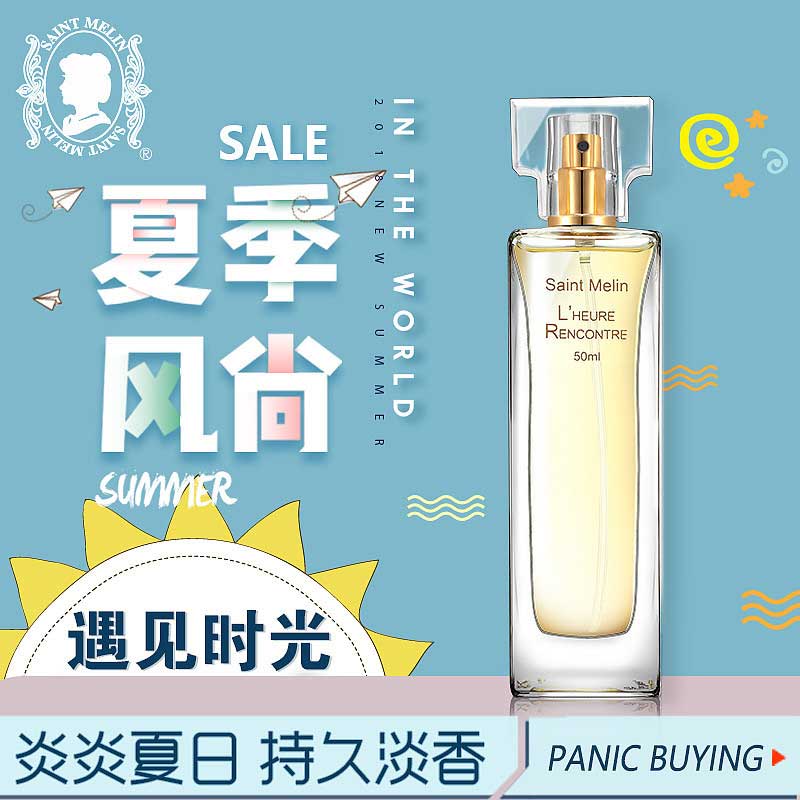 SAINT MELIN
SAINT MELIN
®
SALE
夏季
风尚
SUMMER
IN THE WORLD
2018 NEW SUMMER
Saint Melin
L'HEURE
RENCONTRE
50ml
遇见时光
炎炎夏日 持久淡香
PANIC BUYING